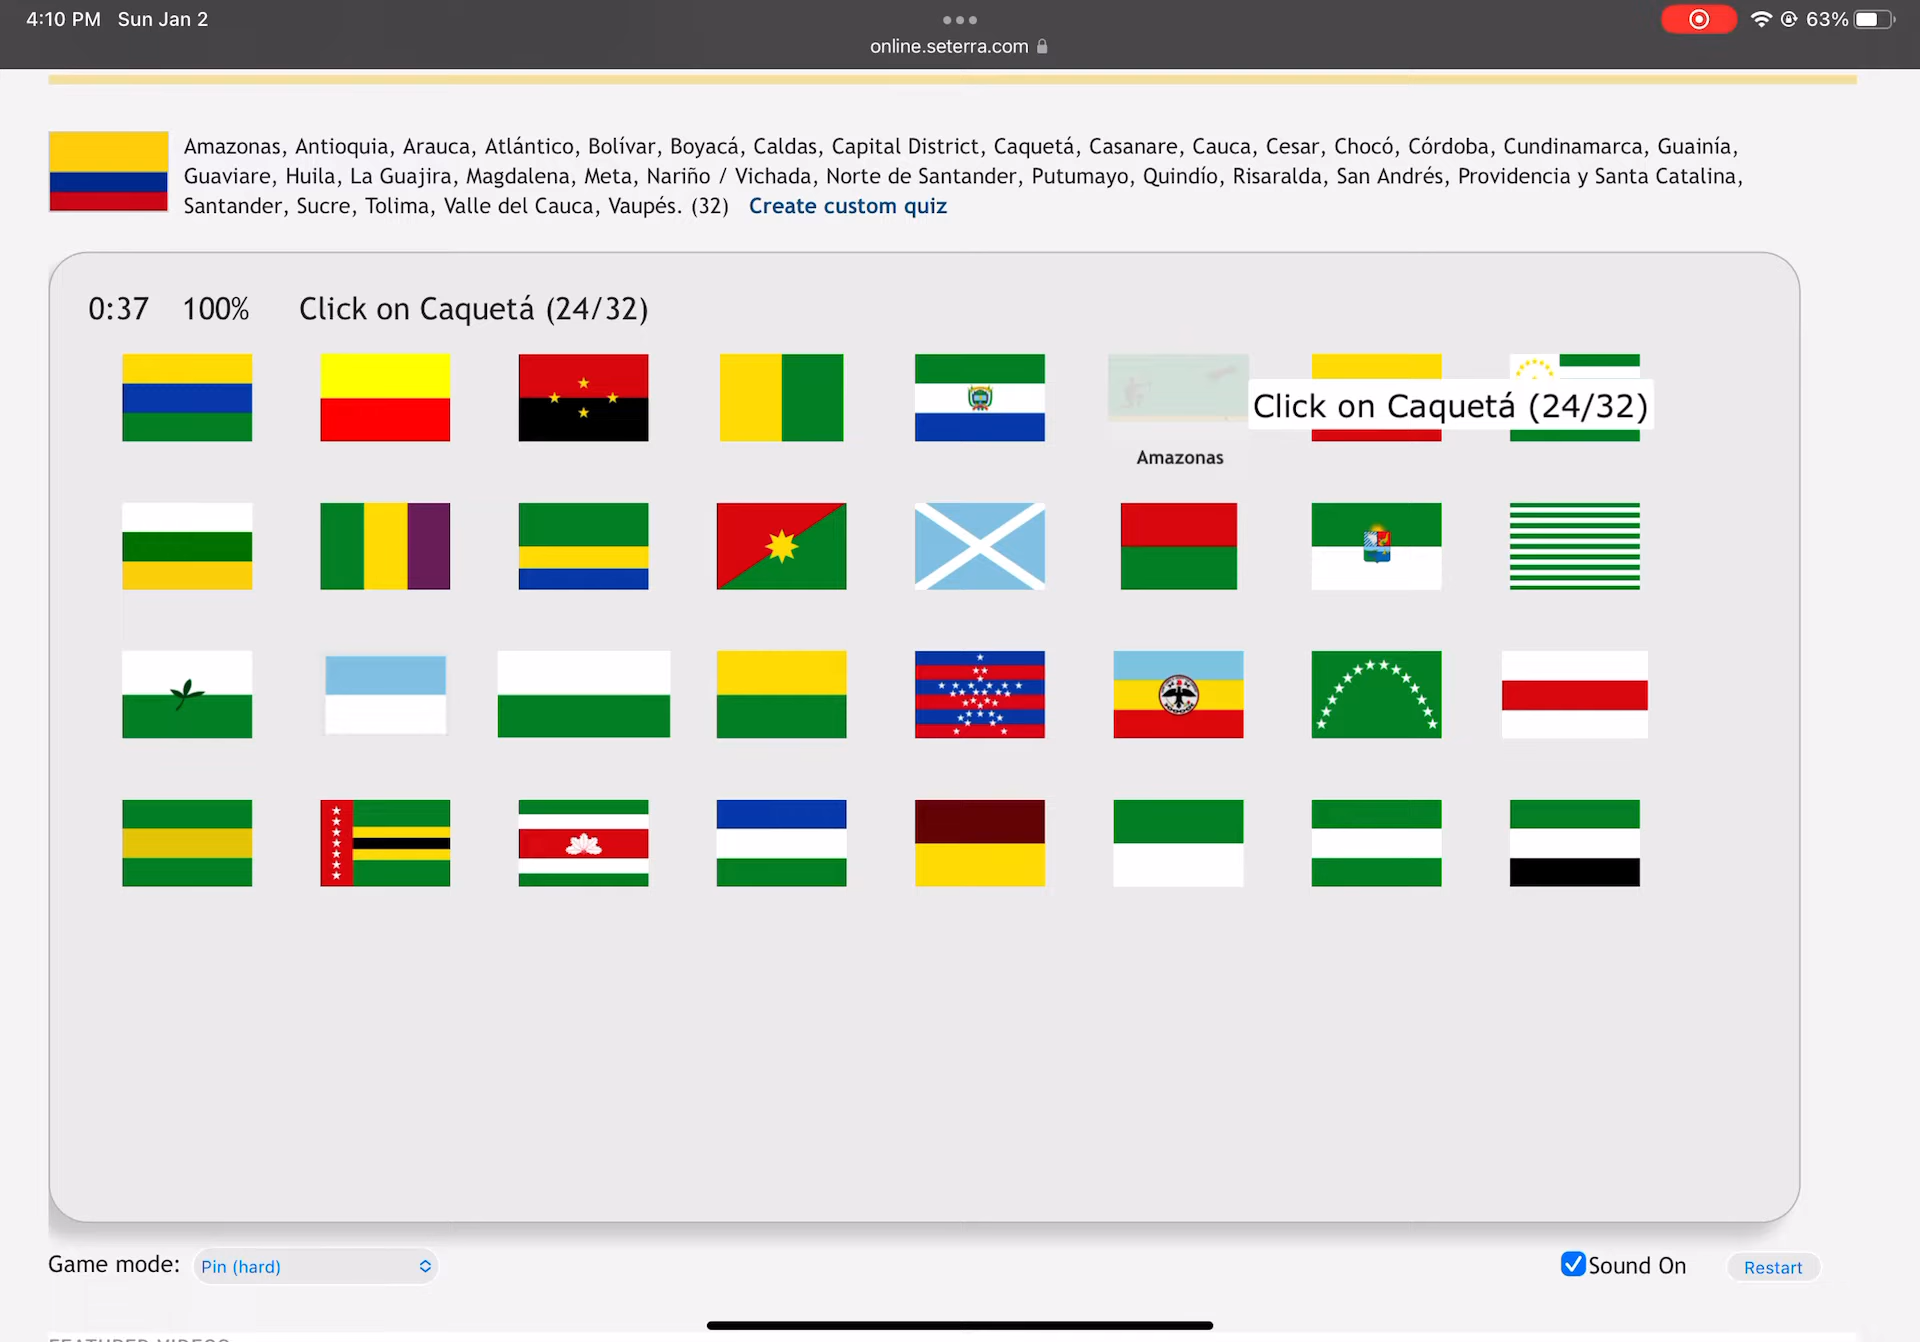 4:10 PM Sun Jan 2
63%
online.seterra.com
Amazonas, Antioquia, Arauca, Atlántico, Bolívar, Boyacá, Caldas, Capital District, Caquetá, Casanare, Cauca, Cesar, Chocó, Córdoba, Cundinamarca, Guainía,
Guaviare, Huila, La Guajira, Magdalena, Meta, Nariño / Vichada, Norte de Santander, Putumayo, Quindío, Risaralda, San Andrés, Providencia y Santa Catalina,
Santander, Sucre, Tolima, Valle del Cauca, Vaupés. (32) Create custom quiz
0:37 100% Click on Caquetá (24/32)
Click on Caquetá (24/32)
Amazonas
Game mode: Pin (hard)
Sound On
Restart
FEATURED VIDEOS